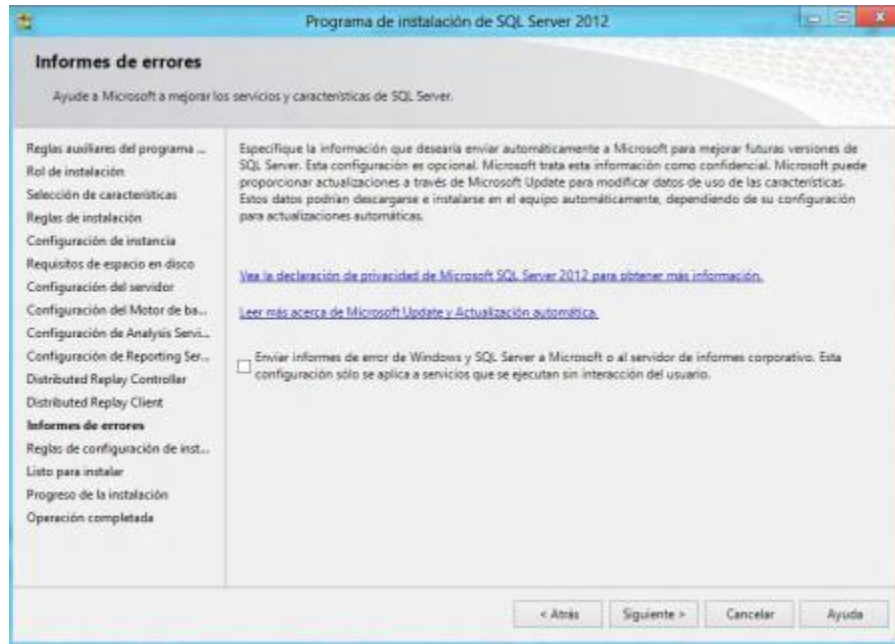 Programa de instalación de SQL Server 2012
Informes de errores
Ayude a Microsoft a mejorar los servicios y características de SQL Server.
Reglas auxiliares del programa ...
Rol de instalación
Selección de características
Reglas de instalación
Configuración de instancia
Requisitos de espacio en disco
Configuración del servidor
Configuración del Motor de ba...
Configuración de Analysis Servi...
Configuración de Reporting Ser...
Distributed Replay Controller
Distributed Replay Client
Informes de errores
Reglas de configuración de inst...
Listo para instalar
Progreso de la instalación
Operación completada
Especifique la información que desearía enviar automáticamente a Microsoft para mejorar futuras versiones de
SQL Server. Esta configuración es opcional. Microsoft trata esta información como confidencial. Microsoft puede
proporcionar actualizaciones a través de Microsoft Update para modificar datos de uso de las características.
Estos datos podrían descargarse e instalarse en el equipo automáticamente, dependiendo de su configuración
para actualizaciones automáticas.
Vea la declaración de privacidad de Microsoft SQL Server 2012 para obtener más información.
Leer más acerca de Microsoft Update y Actualización automática.
Enviar informes de error de Windows y SQL Server a Microsoft o al servidor de informes corporativo. Esta
configuración sólo se aplica a servicios que se ejecutan sin interacción del usuario.
< Atrás
Siguiente >
Cancelar
Ayuda